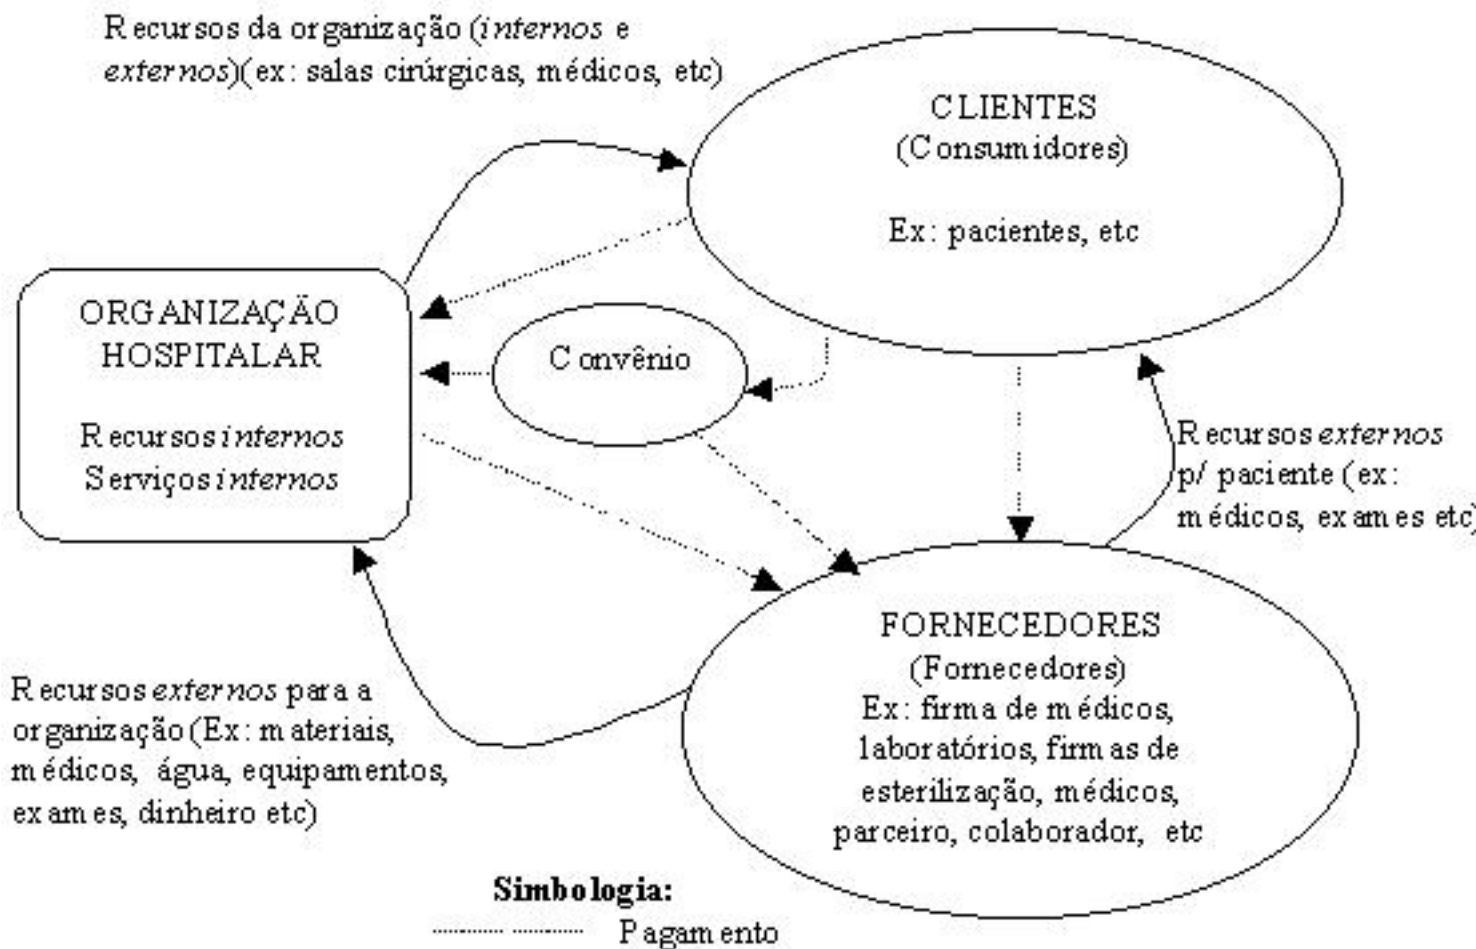 Recursos da organização (internos e
externos)(ex: salas cirúrgicas, médicos, etc)
CLIENTES
(Consumidores)
Ex: pacientes, etc
ORGANIZAÇÃO
HOSPITALAR
Recursos internos
Serviços internos
Convênio
Recursos externos
p/ paciente (ex:
médicos, exames etc)
FORNECEDORES
(Fornecedores)
Ex: firma de médicos,
laboratórios, firmas de
esterilização, médicos,
parceiro, colaborador, etc
Recursos externos para a
organização (Ex: materiais,
médicos, água, equipamentos,
exames, dinheiro etc)
Simbologia:
Pagamento